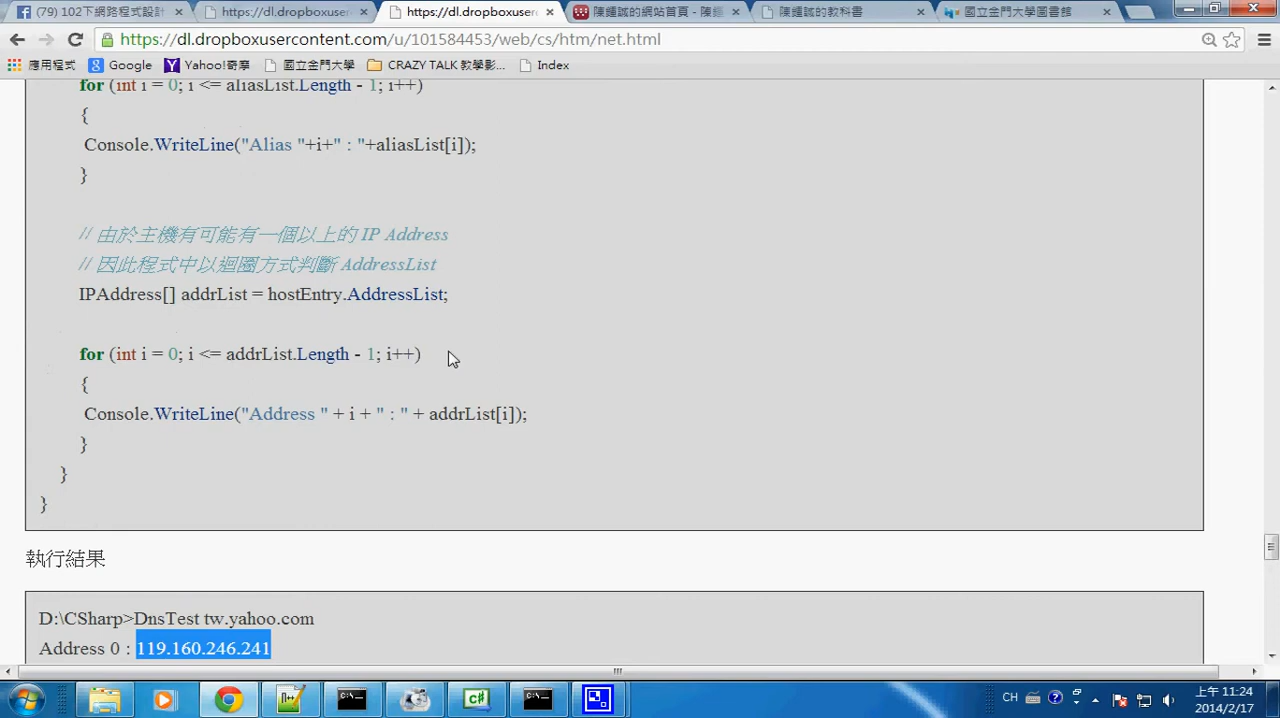 (79) 102下網路程式設計
https://dl.dropboxuser
https://dl.dropboxuserc
陳鍾誠的網站首頁 - 陳鍾
陳鍾誠的教科書
國立金門大學圖書館
https://dl.dropboxusercontent.com/u/101584453/web/cs/htm/net.html
應用程式
Google
Yahoo!奇摩
國立金門大學
CRAZY TALK 教學影...
Index
for (int i = 0; i <= aliasList.Length - 1; i++)
{
Console.WriteLine("Alias "+i+" : "+aliasList[i]);
}
// 由於主機有可能有一個以上的 IP Address
// 因此程式中以迴圈方式判斷 AddressList
IPAddress[] addrList = hostEntry.AddressList;
for (int i = 0; i <= addrList.Length - 1; i++)
{
Console.WriteLine("Address " + i + " : " + addrList[i]);
}
}
}
執行結果
D:\CSharp>DnsTest tw.yahoo.com
Address 0 : 119.160.246.241
CH
上午 11:24
2014/2/17